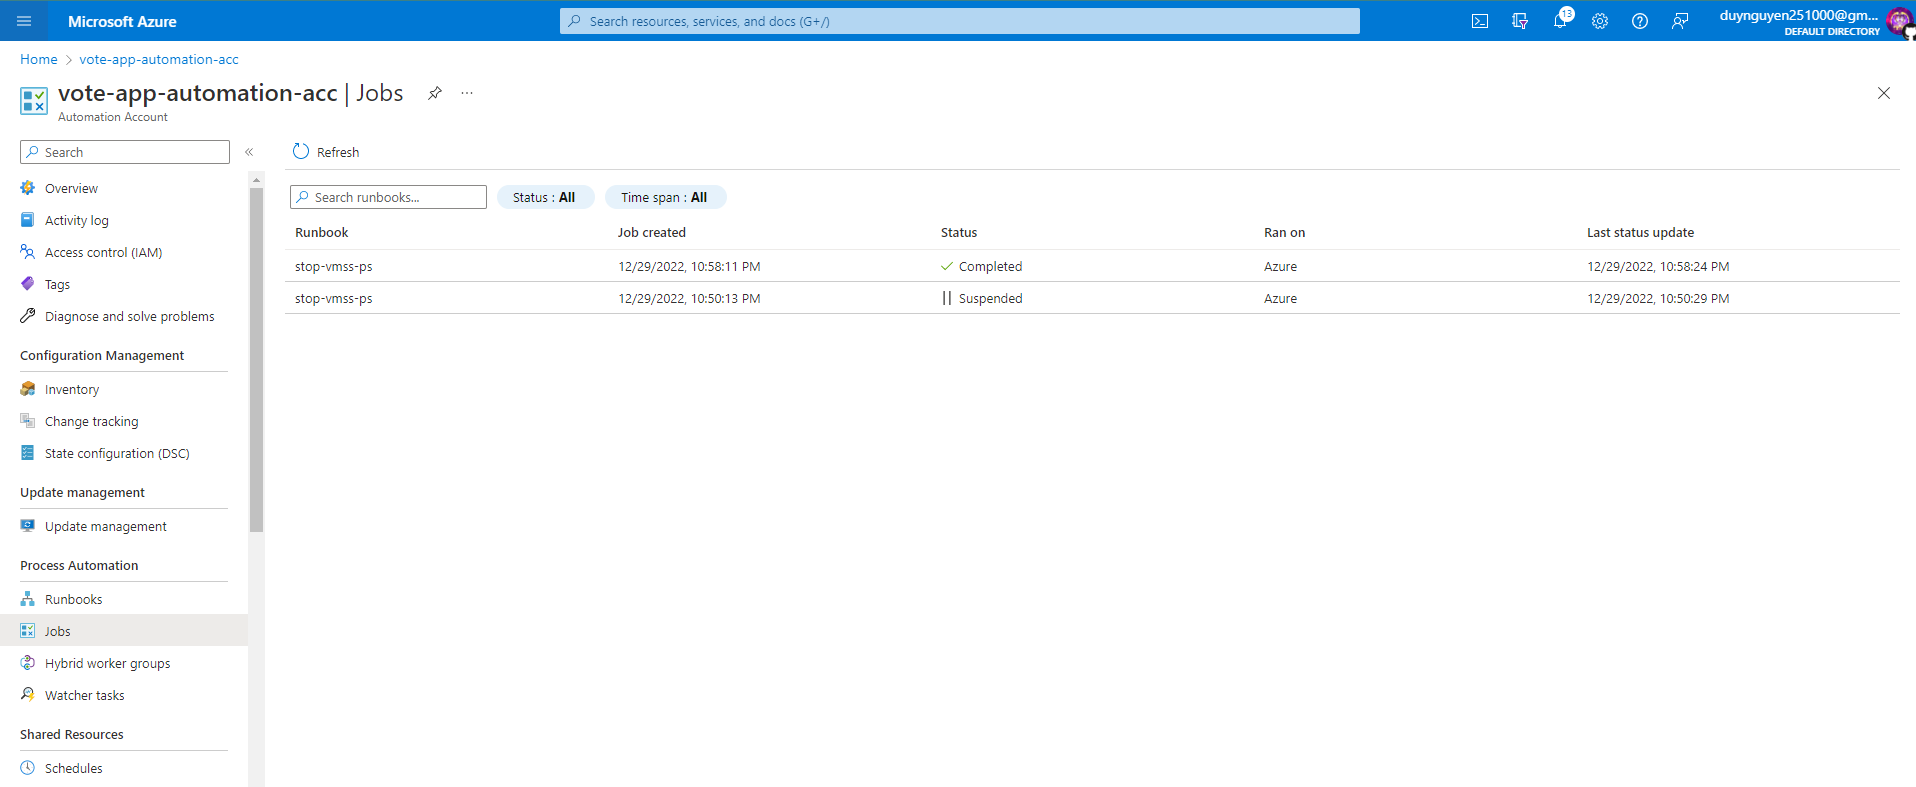 Microsoft Azure
Search resources, services, and docs (G+/)
13
duynguyen251000@gm...
DEFAULT DIRECTORY
Home > vote-app-automation-acc
vote-app-automation-acc | Jobs
...
Automation Account
Search
«
Refresh
Overview
Activity log
Access control (IAM)
Tags
Diagnose and solve problems
Configuration Management
Inventory
Change tracking
State configuration (DSC)
Update management
Update management
Process Automation
Runbooks
Jobs
Hybrid worker groups
Watcher tasks
Shared Resources
Schedules
Search runbooks...
Status : All
Time span : All
Runbook Job created Status Ran on Last status update
stop-vmss-ps 12/29/2022, 10:58:11 PM Completed Azure 12/29/2022, 10:58:24 PM
stop-vmss-ps 12/29/2022, 10:50:13 PM Suspended Azure 12/29/2022, 10:50:29 PM